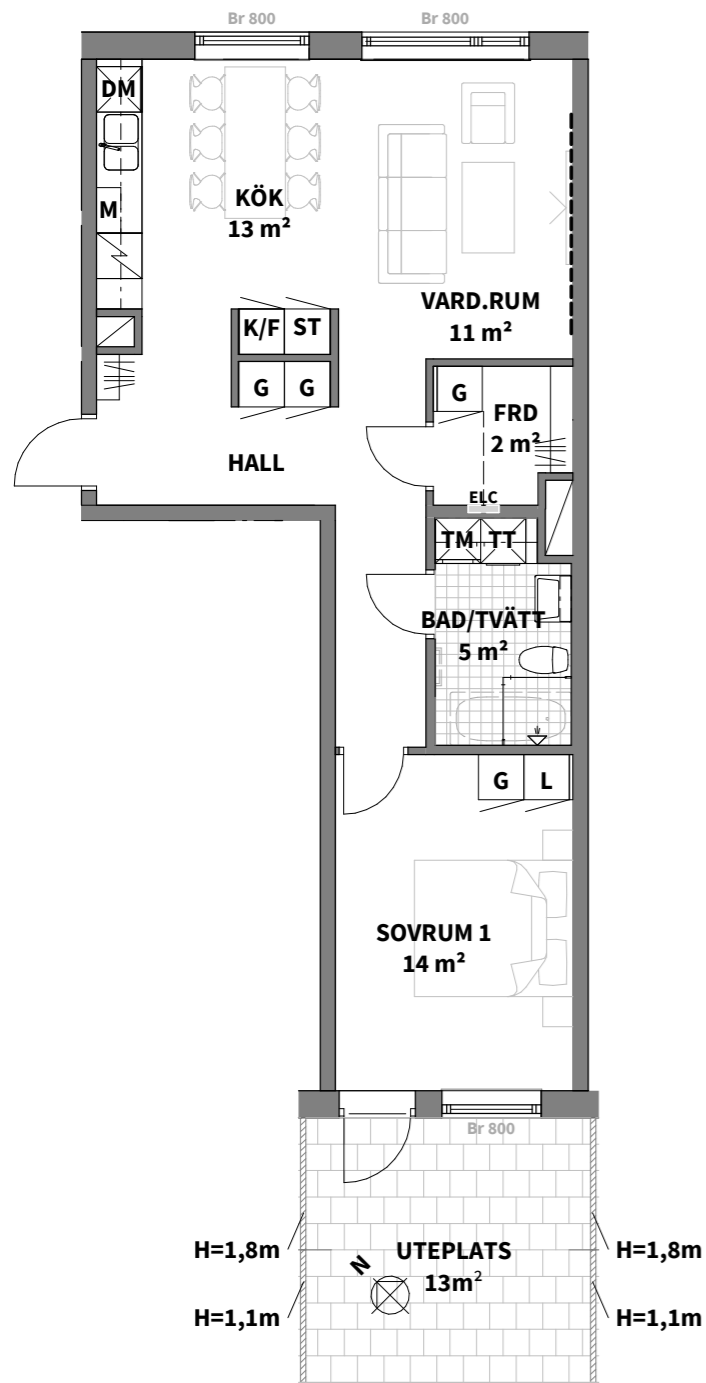 Br 800
Br 800
DM
M
KÖK
13 m²
VARD.RUM
11 m²
K/F
ST
G
G
G
FRD
2 m²
HALL
ELC
TM
TT
BAD/TVÄTT
5 m²
G
L
SOVRUM 1
14 m²
Br 800
H=1,8m
UTEPLATS
13m²
H=1,8m
N
H=1,1m
H=1,1m